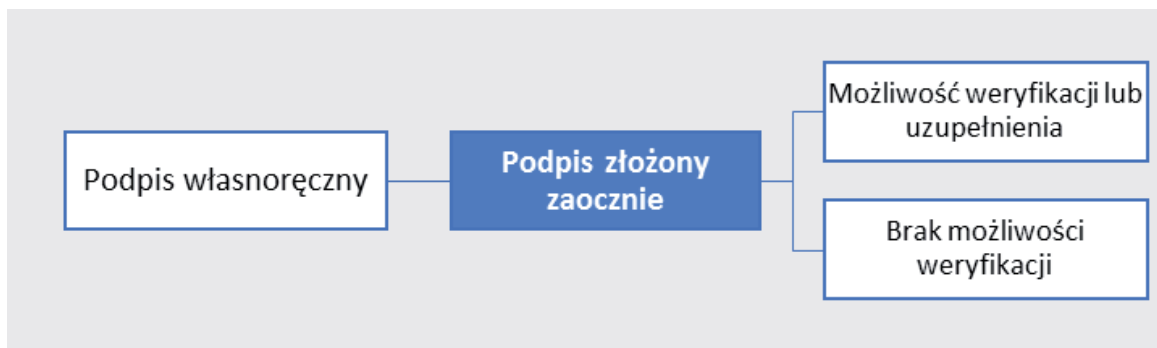 Podpis własnoręczny
Podpis złożony
zaocznie
Możliwość weryfikacji lub
uzupełnienia
Brak możliwości
weryfikacji